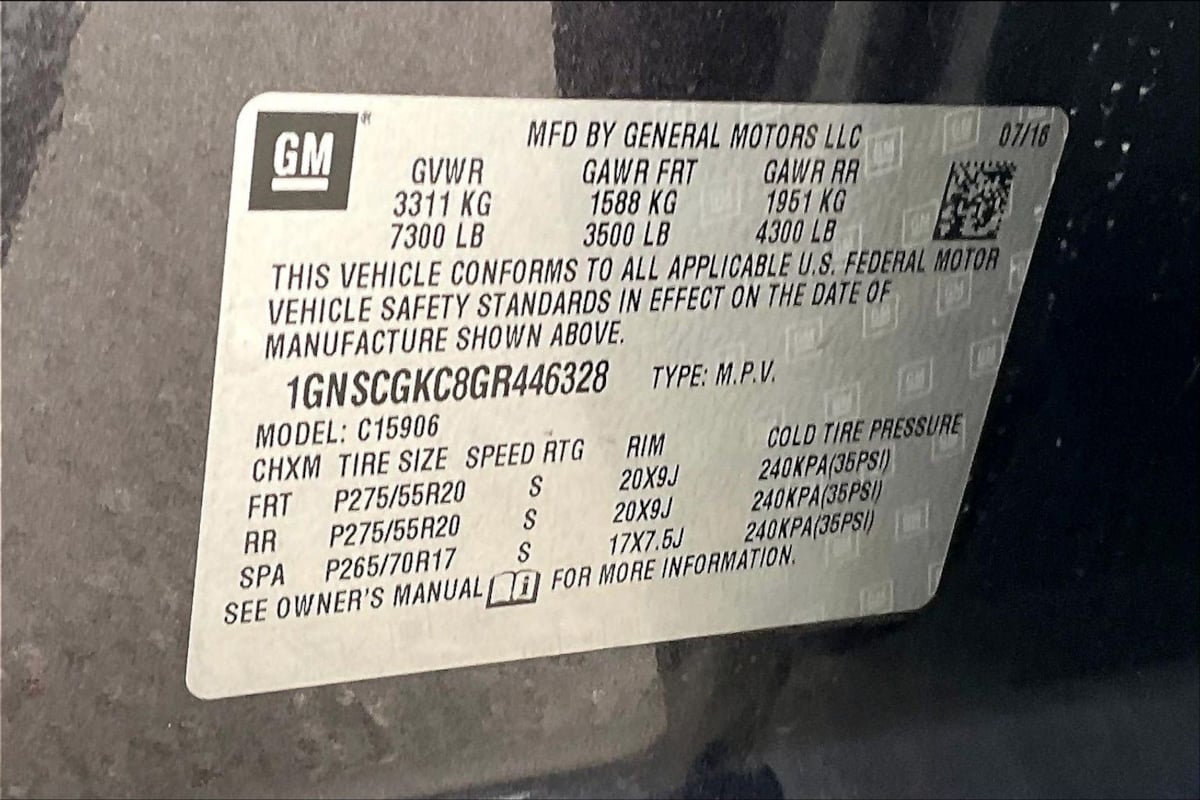 GM®
MFD BY GENERAL MOTORS LLC 07/16
GVWR GAWR FRT GAWR RR
3311 KG 1588 KG 1951 KG
7300 LB 3500 LB 4300 LB
THIS VEHICLE CONFORMS TO ALL APPLICABLE U.S. FEDERAL MOTOR
VEHICLE SAFETY STANDARDS IN EFFECT ON THE DATE OF
MANUFACTURE SHOWN ABOVE.
1GNSCGKC8GR446328 TYPE: M.P.V.
MODEL: C15906
CHXM TIRE SIZE SPEED RTG RIM COLD TIRE PRESSURE
FRT P275/55R20 S 20X9J 240KPA(35PSI)
RR P275/55R20 S 20X9J 240KPA(35PSI)
SPA P265/70R17 S 17X7.5J 240KPA(35PSI)
SEE OWNER'S MANUAL i FOR MORE INFORMATION.